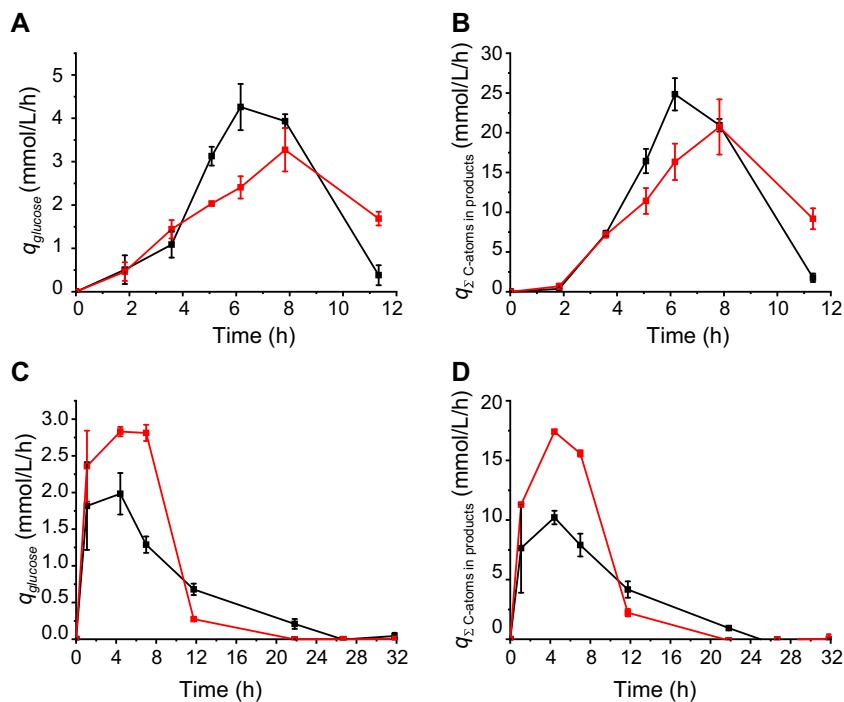 A
q glucose (mmol/L/h)
5
4
3
2
1
0
0 2 4 6 8 10 12
Time (h)
B
q Σ C-atoms in products (mmol/L/h)
30
25
20
15
10
5
0
0 2 4 6 8 10 12
Time (h)
C
q glucose (mmol/L/h)
3.0
2.5
2.0
1.5
1.0
0.5
0.0
0 4 8 12 16 20 24 28 32
Time (h)
D
q Σ C-atoms in products (mmol/L/h)
20
15
10
5
0
0 4 8 12 16 20 24 28 32
Time (h)